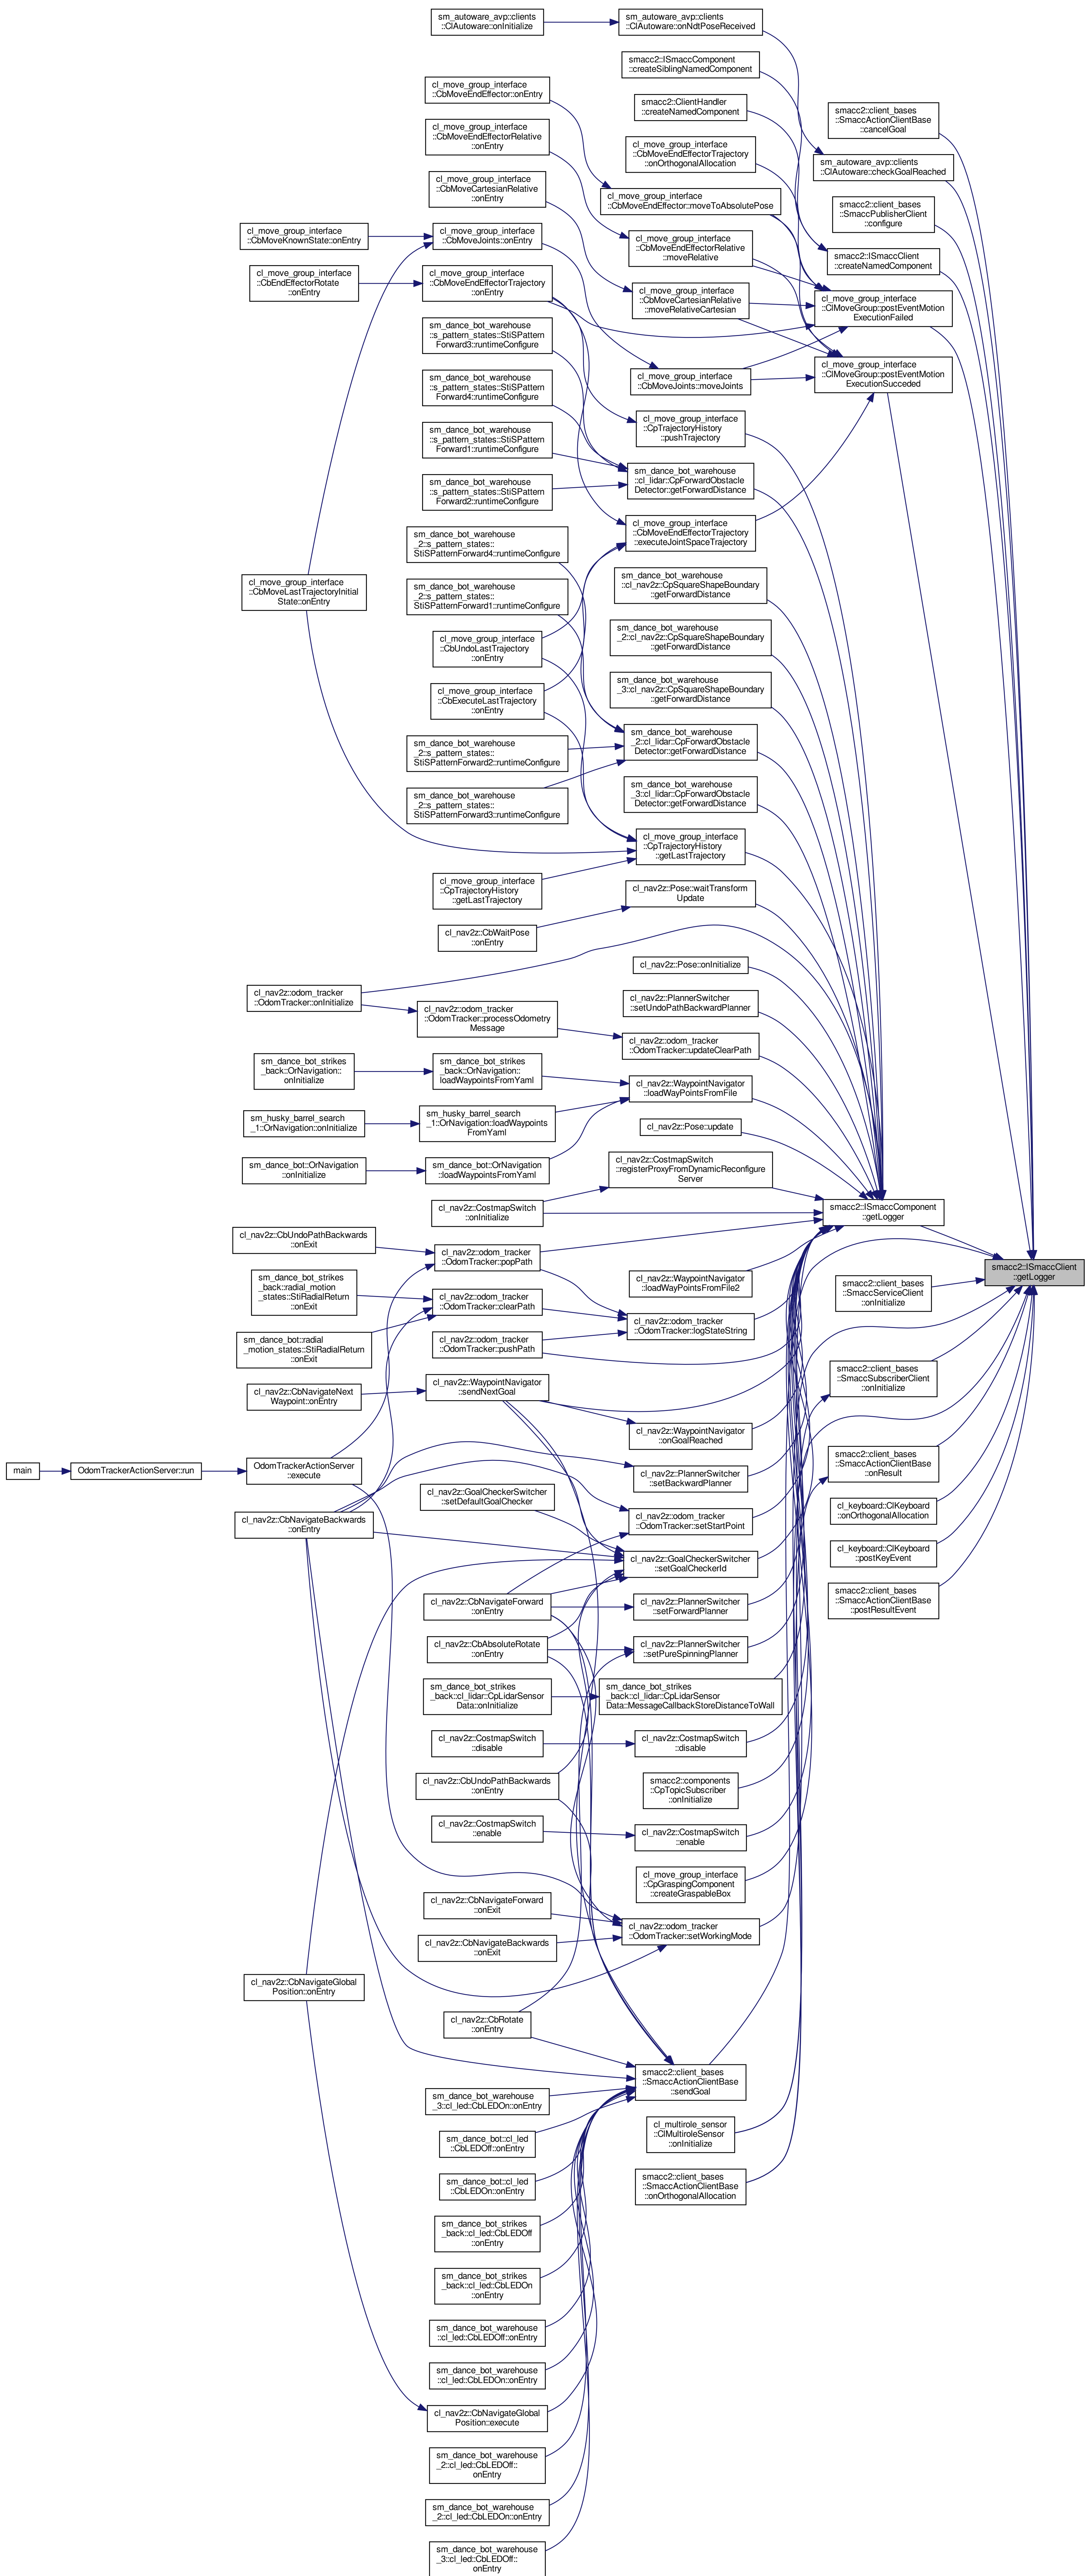 sm_autoware_avp::clients
::ClAutoware::onInitialize
sm_autoware_avp::clients
::ClAutoware::onNdtPoseReceived
smacc2::ISmaccComponent
::createSiblingNamedComponent
cl_move_group_interface
::CbMoveEndEffector::onEntry
smacc2::ClientHandler
::createNamedComponent
smacc2::client_bases
::SmaccActionClientBase
::cancelGoal
cl_move_group_interface
::CbMoveEndEffectorRelative
::onEntry
cl_move_group_interface
::CbMoveEndEffectorTrajectory
::onOrthogonalAllocation
sm_autoware_avp::clients
::ClAutoware::checkGoalReached
cl_move_group_interface
::CbMoveCartesianRelative
::onEntry
cl_move_group_interface
::CbMoveEndEffector::moveToAbsolutePose
smacc2::client_bases
::SmaccPublisherClient
::configure
cl_move_group_interface
::CbMoveKnownState::onEntry
cl_move_group_interface
::CbMoveJoints::onEntry
cl_move_group_interface
::CbMoveEndEffectorRelative
::moveRelative
smacc2::ISmaccClient
::createNamedComponent
cl_move_group_interface
::CbEndEffectorRotate
::onEntry
cl_move_group_interface
::CbMoveEndEffectorTrajectory
::onEntry
cl_move_group_interface
::CbMoveCartesianRelative
::moveRelativeCartesian
cl_move_group_interface
::ClMoveGroup::postEventMotion
ExecutionFailed
sm_dance_bot_warehouse
::s_pattern_states::StiSPattern
Forward3::runtimeConfigure
cl_move_group_interface
::CbMoveJoints::moveJoints
cl_move_group_interface
::ClMoveGroup::postEventMotion
ExecutionSucceded
sm_dance_bot_warehouse
::s_pattern_states::StiSPattern
Forward4::runtimeConfigure
cl_move_group_interface
::CpTrajectoryHistory
::pushTrajectory
sm_dance_bot_warehouse
::s_pattern_states::StiSPattern
Forward1::runtimeConfigure
sm_dance_bot_warehouse
::cl_lidar::CpForwardObstacle
Detector::getForwardDistance
sm_dance_bot_warehouse
::s_pattern_states::StiSPattern
Forward2::runtimeConfigure
cl_move_group_interface
::CbMoveEndEffectorTrajectory
::executeJointSpaceTrajectory
sm_dance_bot_warehouse
_2::s_pattern_states::
StiSPatternForward4::runtimeConfigure
cl_move_group_interface
::CbMoveLastTrajectoryInitial
State::onEntry
sm_dance_bot_warehouse
_2::s_pattern_states::
StiSPatternForward1::runtimeConfigure
sm_dance_bot_warehouse
::cl_nav2z::CpSquareShapeBoundary
::getForwardDistance
cl_move_group_interface
::CbUndoLastTrajectory
::onEntry
sm_dance_bot_warehouse
_2::cl_nav2z::CpSquareShapeBoundary
::getForwardDistance
cl_move_group_interface
::CbExecuteLastTrajectory
::onEntry
sm_dance_bot_warehouse
_3::cl_nav2z::CpSquareShapeBoundary
::getForwardDistance
sm_dance_bot_warehouse
_2::s_pattern_states::
StiSPatternForward2::runtimeConfigure
sm_dance_bot_warehouse
_2::cl_lidar::CpForwardObstacle
Detector::getForwardDistance
sm_dance_bot_warehouse
_2::s_pattern_states::
StiSPatternForward3::runtimeConfigure
sm_dance_bot_warehouse
_3::cl_lidar::CpForwardObstacle
Detector::getForwardDistance
cl_move_group_interface
::CpTrajectoryHistory
::getLastTrajectory
cl_move_group_interface
::CpTrajectoryHistory
::getLastTrajectory
cl_nav2z::Pose::waitTransform
Update
cl_nav2z::CbWaitPose
::onEntry
cl_nav2z::Pose::onInitialize
cl_nav2z::odom_tracker
::OdomTracker::onInitialize
cl_nav2z::odom_tracker
::OdomTracker::processOdometry
Message
cl_nav2z::PlannerSwitcher
::setUndoPathBackwardPlanner
cl_nav2z::odom_tracker
::OdomTracker::updateClearPath
sm_dance_bot_strikes
_back::OrNavigation::
onInitialize
sm_dance_bot_strikes
_back::OrNavigation::
loadWaypointsFromYaml
cl_nav2z::WaypointNavigator
::loadWayPointsFromFile
sm_husky_barrel_search
_1::OrNavigation::onInitialize
sm_husky_barrel_search
_1::OrNavigation::loadWaypoints
FromYaml
cl_nav2z::Pose::update
sm_dance_bot::OrNavigation
::onInitialize
sm_dance_bot::OrNavigation
::loadWaypointsFromYaml
cl_nav2z::CostmapSwitch
::registerProxyFromDynamicReconfigure
Server
cl_nav2z::CostmapSwitch
::onInitialize
smacc2::ISmaccComponent
::getLogger
cl_nav2z::CbUndoPathBackwards
::onExit
cl_nav2z::odom_tracker
::OdomTracker::popPath
smacc2::ISmaccClient
::getLogger
cl_nav2z::WaypointNavigator
::loadWayPointsFromFile2
smacc2::client_bases
::SmaccServiceClient
::onInitialize
sm_dance_bot_strikes
_back::radial_motion
_states::StiRadialReturn
::onExit
cl_nav2z::odom_tracker
::OdomTracker::clearPath
cl_nav2z::odom_tracker
::OdomTracker::logStateString
sm_dance_bot::radial
_motion_states::StiRadialReturn
::onExit
cl_nav2z::odom_tracker
::OdomTracker::pushPath
smacc2::client_bases
::SmaccSubscriberClient
::onInitialize
cl_nav2z::CbNavigateNext
Waypoint::onEntry
cl_nav2z::WaypointNavigator
::sendNextGoal
cl_nav2z::WaypointNavigator
::onGoalReached
main
OdomTrackerActionServer::run
OdomTrackerActionServer
::execute
cl_nav2z::PlannerSwitcher
::setBackwardPlanner
smacc2::client_bases
::SmaccActionClientBase
::onResult
cl_nav2z::GoalCheckerSwitcher
::setDefaultGoalChecker
cl_nav2z::CbNavigateBackwards
::onEntry
cl_nav2z::odom_tracker
::OdomTracker::setStartPoint
cl_keyboard::ClKeyboard
::onOrthogonalAllocation
cl_nav2z::GoalCheckerSwitcher
::setGoalCheckerId
cl_keyboard::ClKeyboard
::postKeyEvent
cl_nav2z::CbNavigateForward
::onEntry
cl_nav2z::PlannerSwitcher
::setForwardPlanner
smacc2::client_bases
::SmaccActionClientBase
::postResultEvent
cl_nav2z::CbAbsoluteRotate
::onEntry
cl_nav2z::PlannerSwitcher
::setPureSpinningPlanner
sm_dance_bot_strikes
_back::cl_lidar::CpLidarSensor
Data::onInitialize
sm_dance_bot_strikes
_back::cl_lidar::CpLidarSensor
Data::MessageCallbackStoreDistanceToWall
cl_nav2z::CostmapSwitch
::disable
cl_nav2z::CostmapSwitch
::disable
cl_nav2z::CbUndoPathBackwards
::onEntry
smacc2::components
::CpTopicSubscriber
::onInitialize
cl_nav2z::CostmapSwitch
::enable
cl_nav2z::CostmapSwitch
::enable
cl_move_group_interface
::CpGraspingComponent
::createGraspableBox
cl_nav2z::CbNavigateForward
::onExit
cl_nav2z::odom_tracker
::OdomTracker::setWorkingMode
cl_nav2z::CbNavigateBackwards
::onExit
cl_nav2z::CbNavigateGlobal
Position::onEntry
cl_nav2z::CbRotate
::onEntry
smacc2::client_bases
::SmaccActionClientBase
::sendGoal
sm_dance_bot_warehouse
_3::cl_led::CbLEDOn::onEntry
cl_multirole_sensor
::ClMultiroleSensor
::onInitialize
sm_dance_bot::cl_led
::CbLEDOff::onEntry
sm_dance_bot::cl_led
::CbLEDOn::onEntry
smacc2::client_bases
::SmaccActionClientBase
::onOrthogonalAllocation
sm_dance_bot_strikes
_back::cl_led::CbLEDOff
::onEntry
sm_dance_bot_strikes
_back::cl_led::CbLEDOn
::onEntry
sm_dance_bot_warehouse
::cl_led::CbLEDOff::onEntry
sm_dance_bot_warehouse
::cl_led::CbLEDOn::onEntry
cl_nav2z::CbNavigateGlobal
Position::execute
sm_dance_bot_warehouse
_2::cl_led::CbLEDOff::
onEntry
sm_dance_bot_warehouse
_2::cl_led::CbLEDOn::onEntry
sm_dance_bot_warehouse
_3::cl_led::CbLEDOff::
onEntry